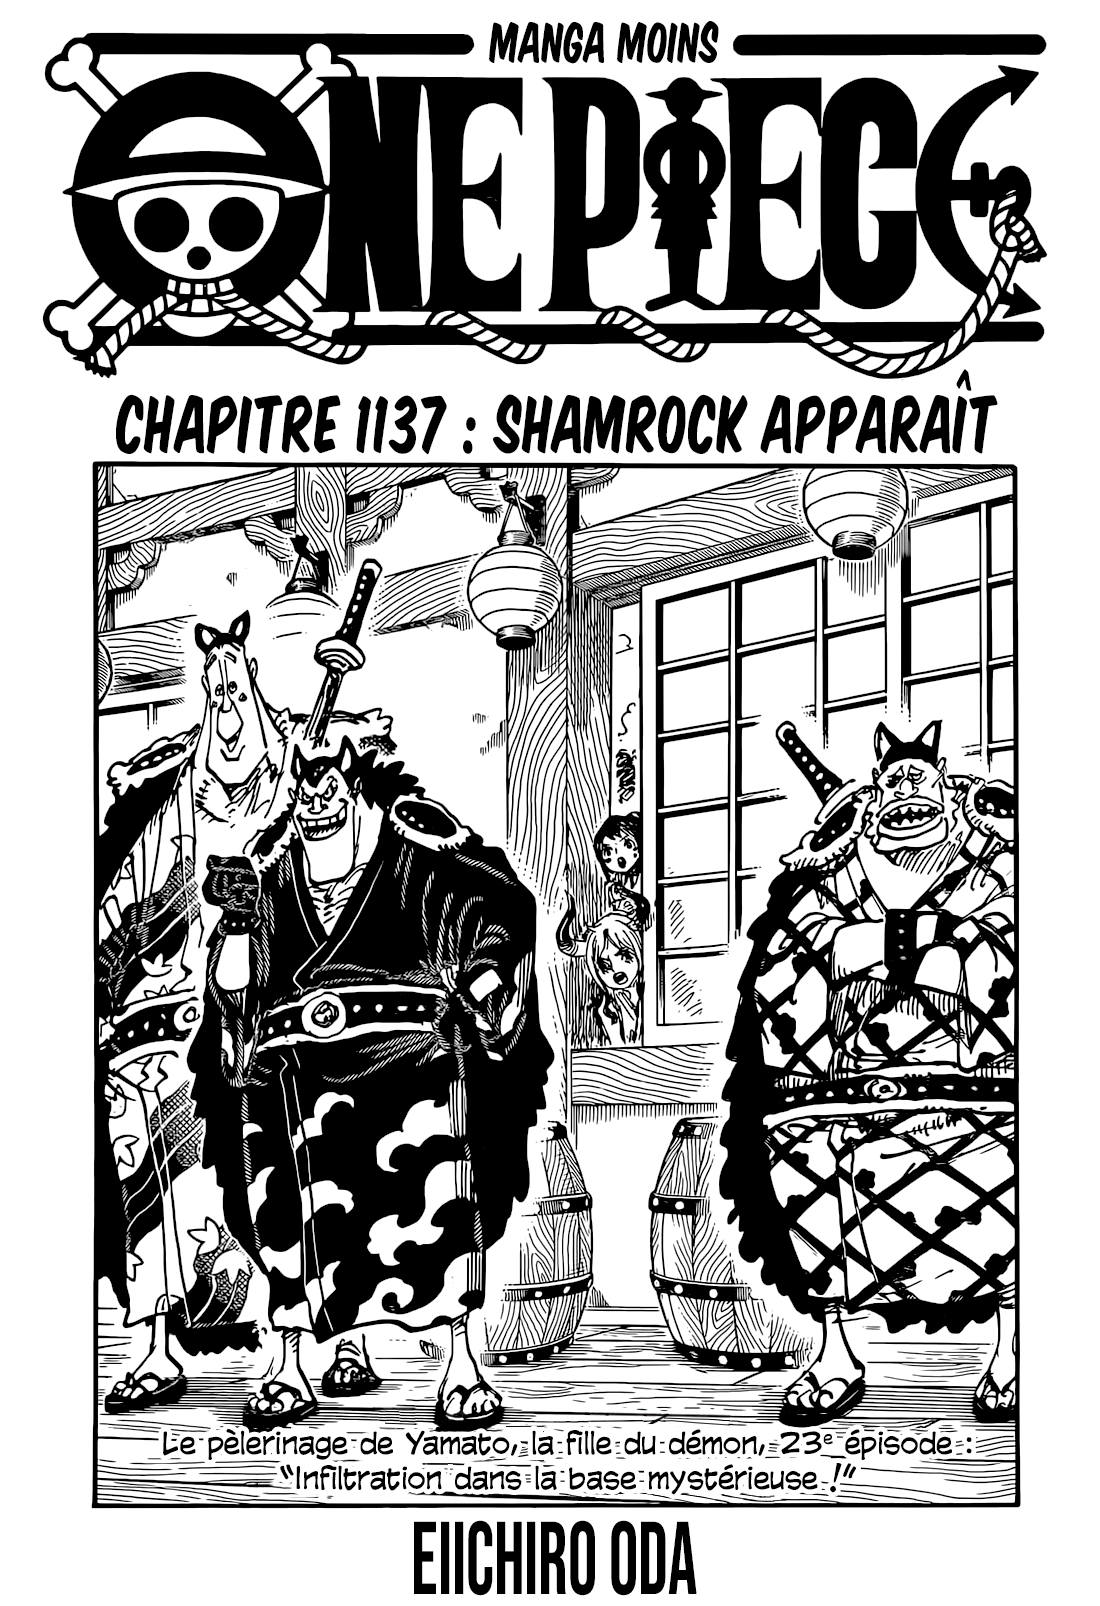 MANGA MOINS
ONE PIECE
CHAPITRE 1137 : SHAMROCK APPARAÎT
Le pèlerinage de Yamato, la fille du démon, 23e épisode :
"Infiltration dans la base mystérieuse !"
EIICHIRO ODA